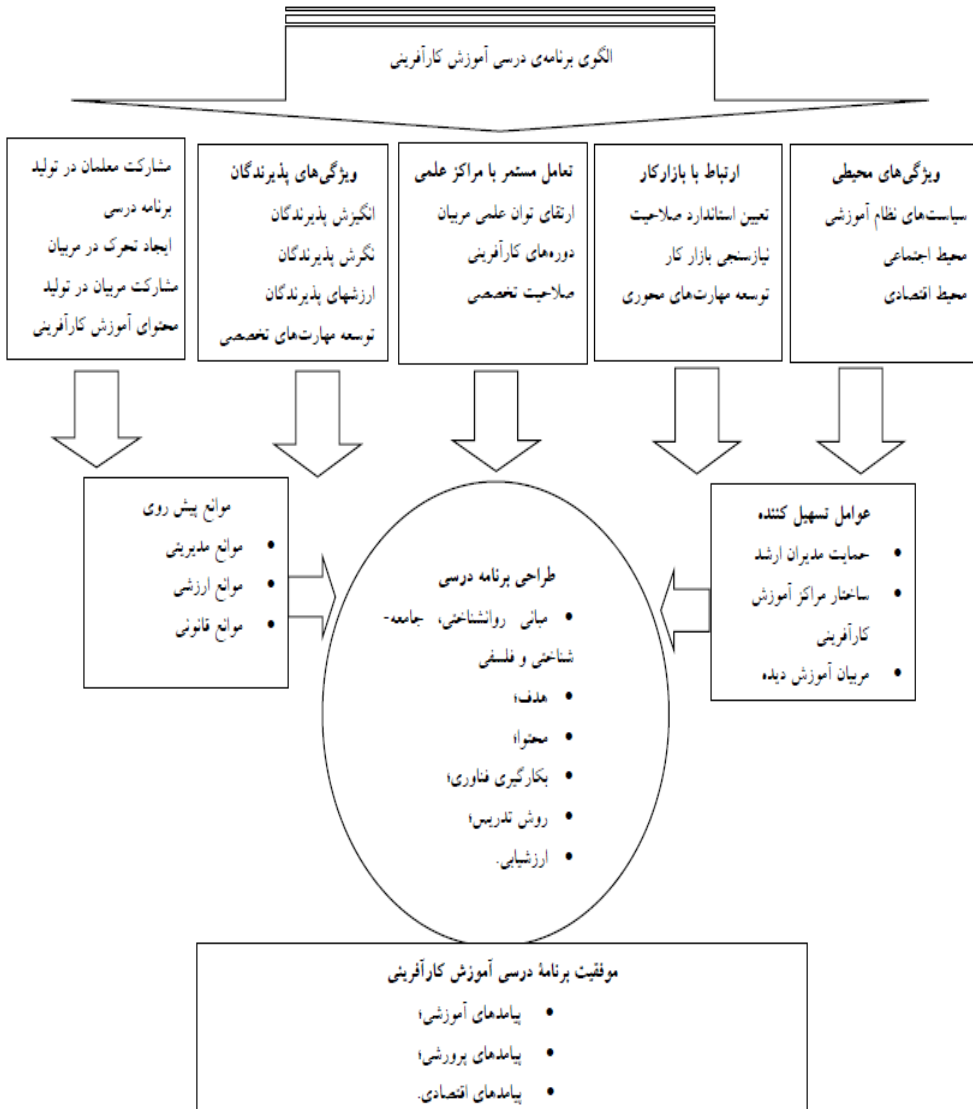 الگوی برنامه‌ی درسی آموزش کارآفرینی
ویژگی‌های محیطی
سیاست‌های نظام آموزشی
محیط اجتماعی
محیط اقتصادی
ارتباط با بازارکار
تعیین استاندارد صلاحیت
نیازسنجی بازار کار
توسعه مهارت‌های محوری
تعامل مستمر با مراکز علمی
ارتقای توان علمی مربیان
دوره‌های کارآفرینی
صلاحیت تخصصی
ویژگی‌های پذیرندگان
انگیزش پذیرندگان
نگرش پذیرندگان
ارزشهای پذیرندگان
توسعه مهارت‌های تخصصی
مشارکت معلمان در تولید
برنامه درسی
ایجاد تحرک در مربیان
مشارکت مربیان در تولید
محتوای آموزش کارآفرینی
عوامل تسهیل کننده
• حمایت مدیران ارشد
• ساختار مراکز آموزش
کارآفرینی
• مربیان آموزش دیده
طراحی برنامه درسی
• مبانی روانشناختی، جامعه-
شناختی و فلسفی
• هدف؛
• محتوا؛
• بکارگیری فناوری؛
• روش تدریس؛
• ارزشیابی.
موانع پیش روی
• موانع مدیریتی
• موانع ارزشی
• موانع قانونی
موفقیت برنامهٔ درسی آموزش کارآفرینی
• پیامدهای آموزشی؛
• پیامدهای پرورشی؛
• پیامدهای اقتصادی.